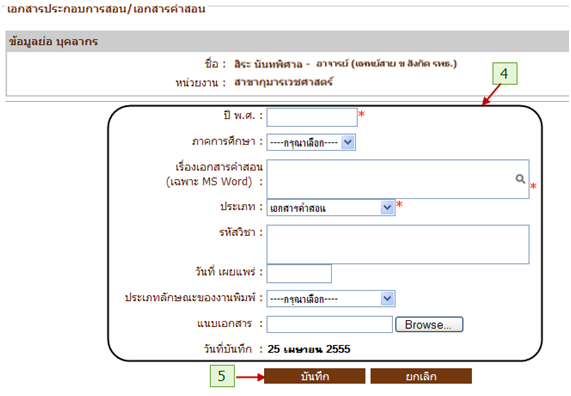 เอกสารประกอบการสอน/เอกสารคำสอน
ข้อมูลย่อ บุคลากร
ชื่อ : สิระ นันทพิศาล - อาจารย์ (แพทย์สาย ข สังกัด รพธ.)
หน่วยงาน : สาขากุมารเวชศาสตร์
4
ปี พ.ศ. : *
ภาคการศึกษา : ----กรุณาเลือก----
เรื่องเอกสารคำสอน
(เฉพาะ MS Word) : *
ประเภท : เอกสารคำสอน *
รหัสวิชา :
วันที่ เผยแพร่ :
ประเภทลักษณะของงานพิมพ์ : ----กรุณาเลือก----
แนบเอกสาร : Browse...
วันที่บันทึก : 25 เมษายน 2555
5 บันทึก ยกเลิก